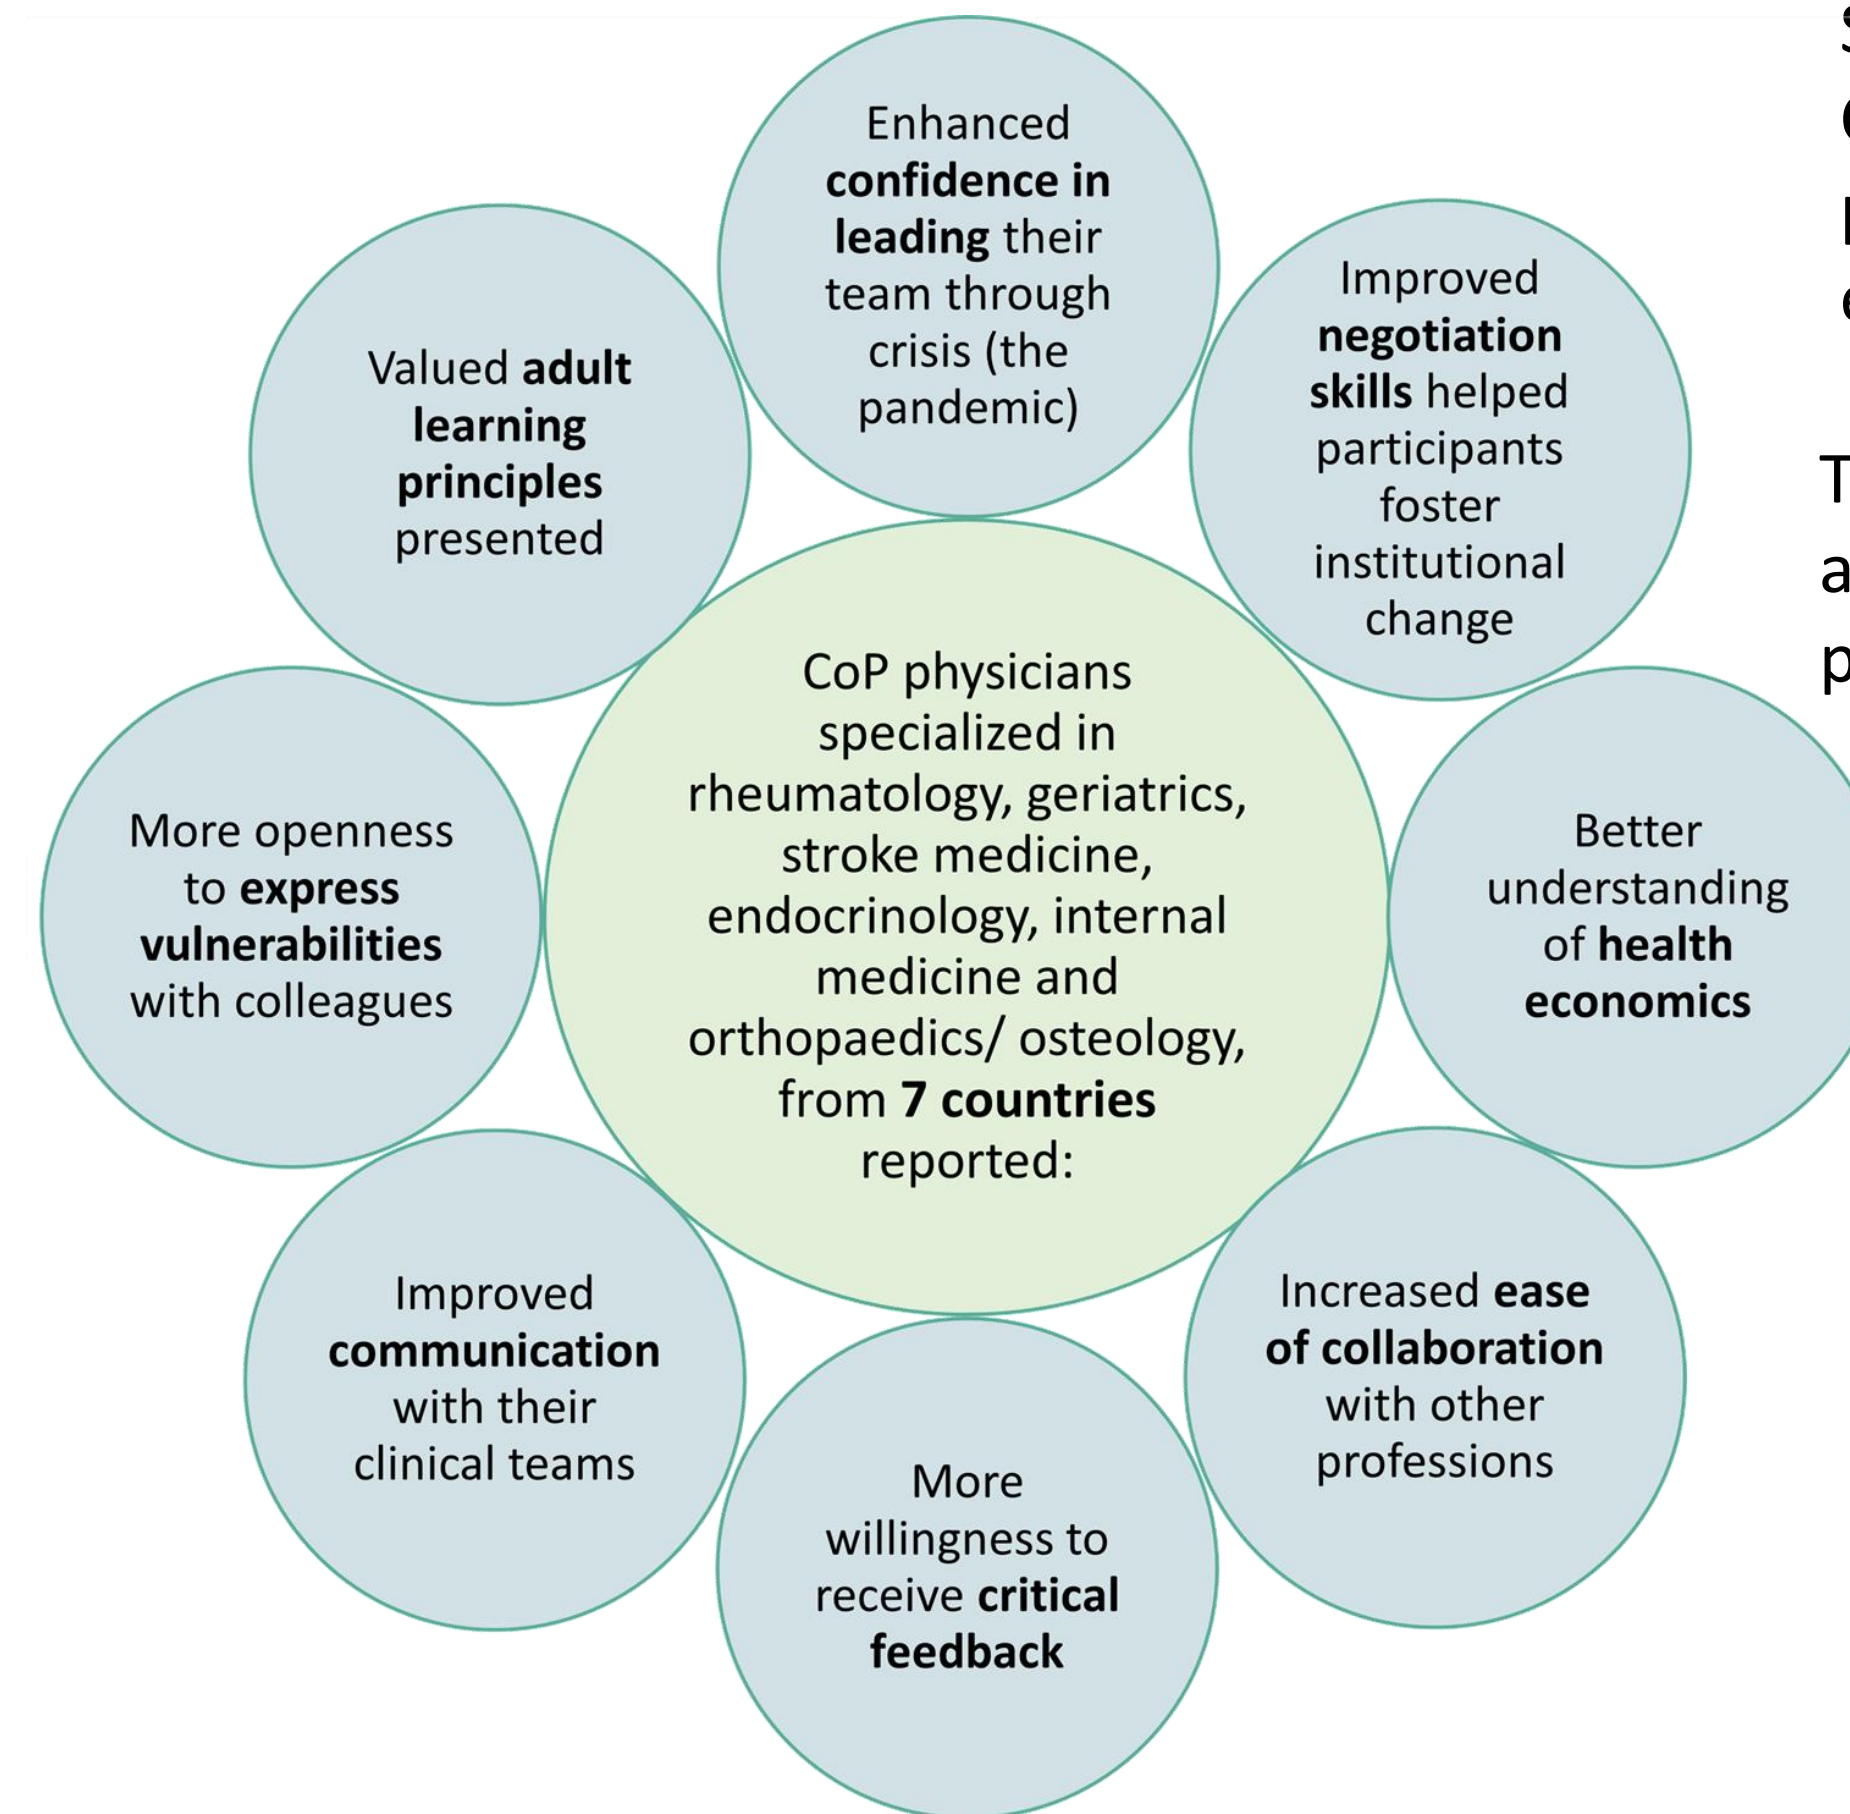 Enhanced
confidence in
leading their
team through
crisis (the
pandemic)
Improved
negotiation
skills helped
participants
foster
institutional
change
Better
understanding
of health
economics
Increased ease
of collaboration
with other
professions
More
willingness to
receive critical
feedback
Improved
communication
with their
clinical teams
More openness
to express
vulnerabilities
with colleagues
Valued adult
learning
principles
presented
CoP physicians
specialized in
rheumatology, geriatrics,
stroke medicine,
endocrinology, internal
medicine and
orthopaedics/ osteology,
from 7 countries
reported: